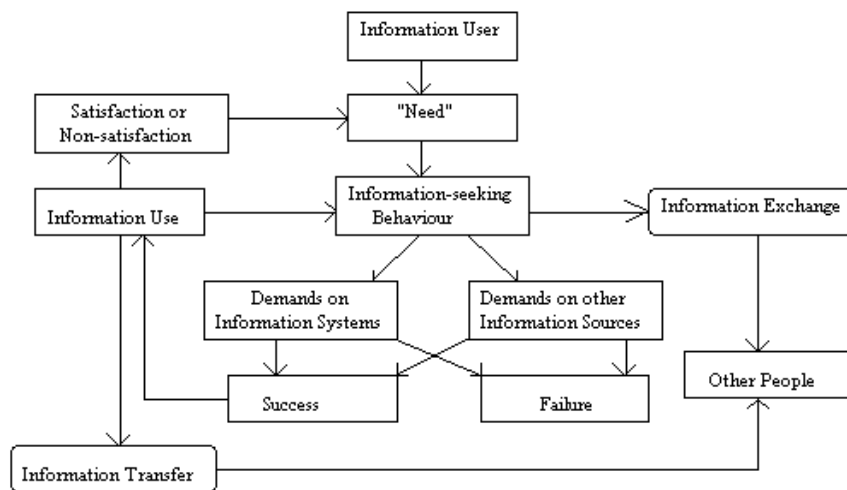 Information User
Satisfaction or
Non-satisfaction
"Need"
Information Use
Information-seeking
Behaviour
Information Exchange
Demands on
Information Systems
Demands on other
Information Sources
Other People
Success
Failure
Information Transfer